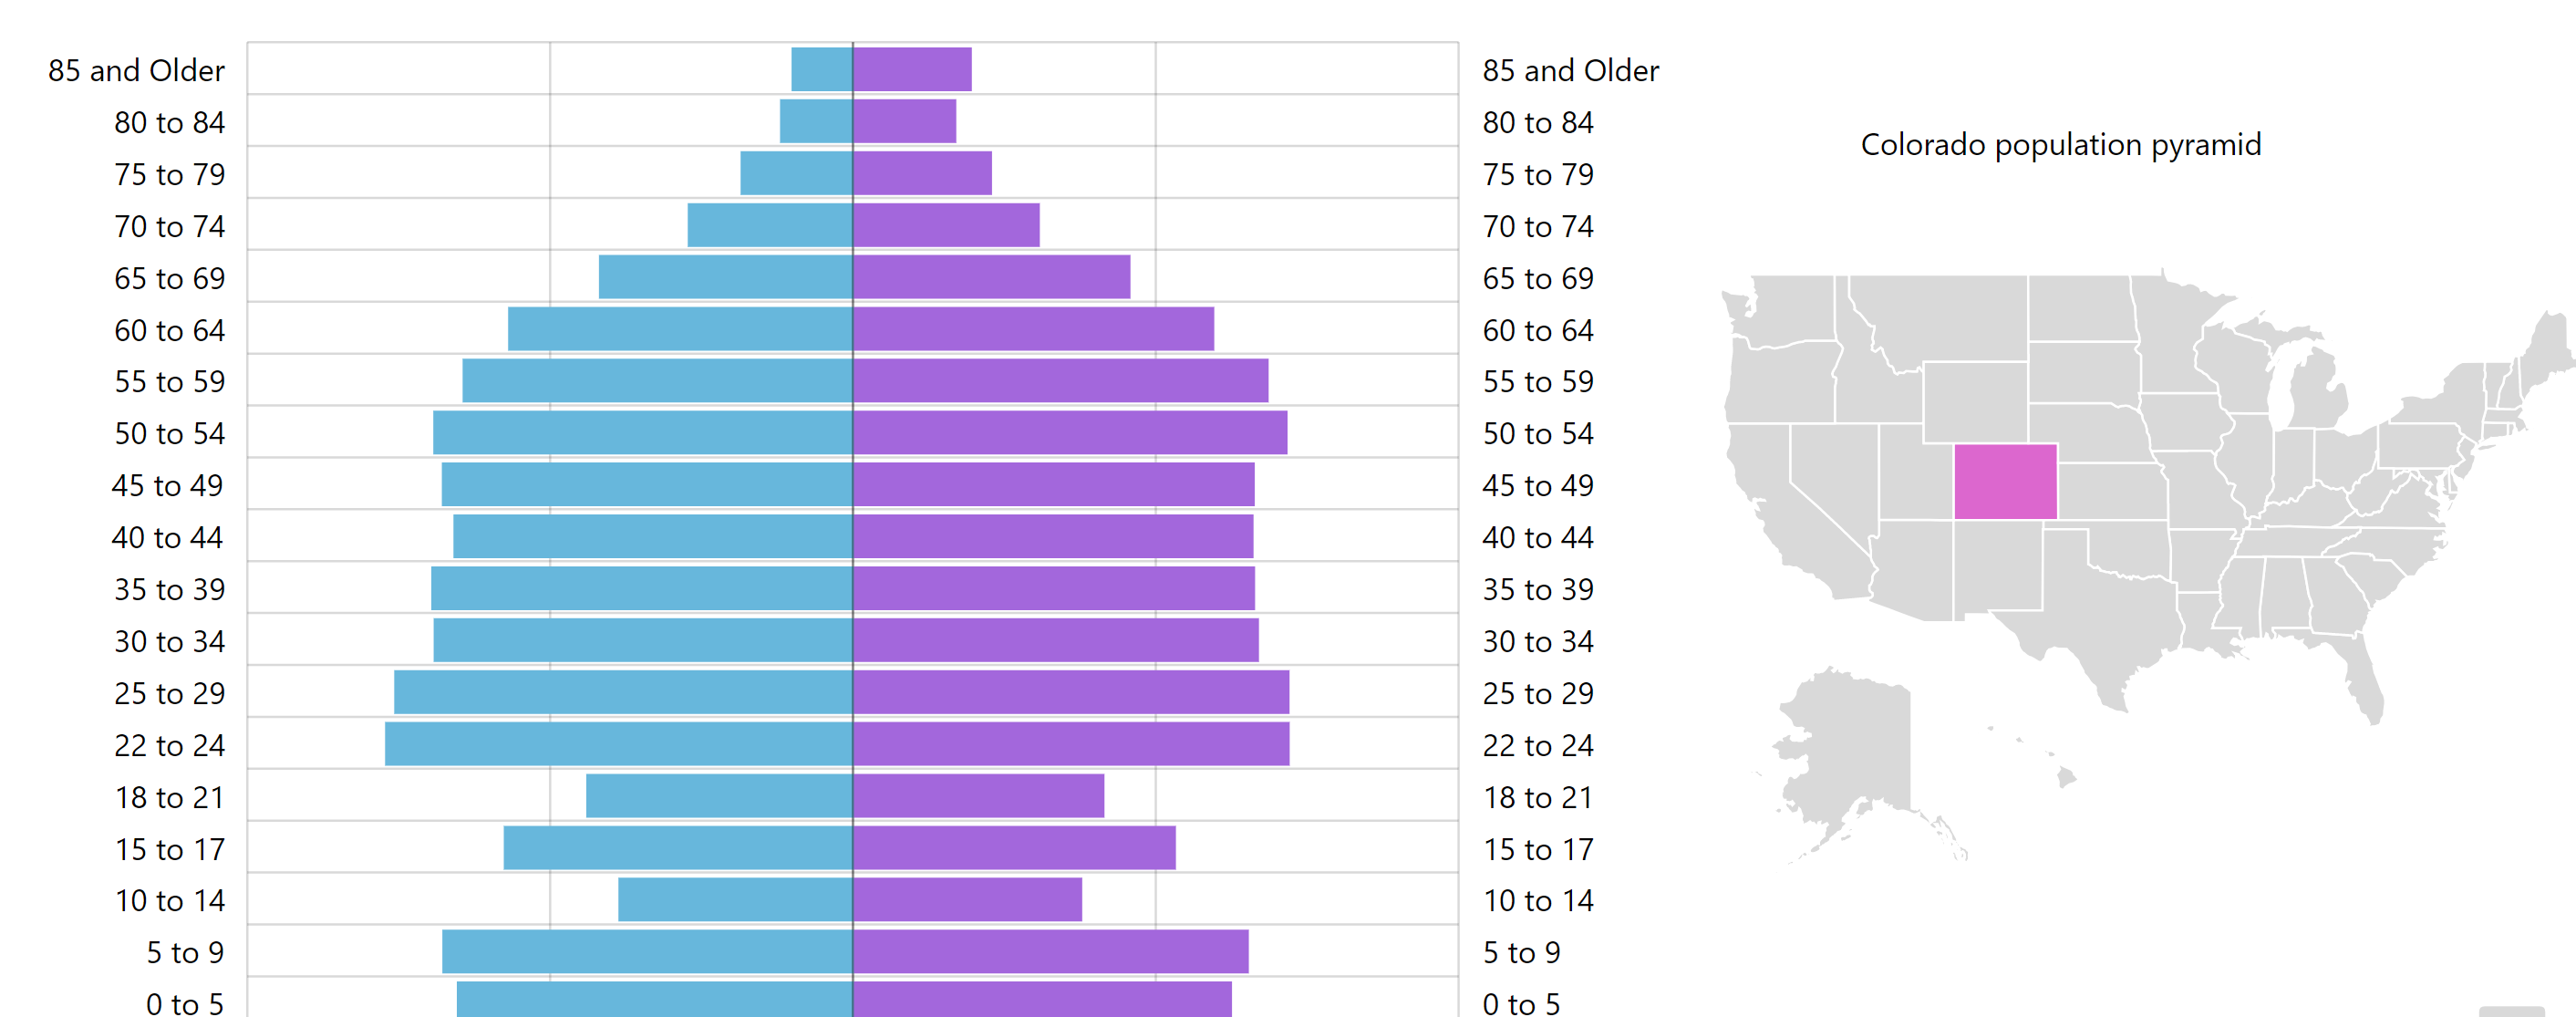 85 and Older
80 to 84
75 to 79
70 to 74
65 to 69
60 to 64
55 to 59
50 to 54
45 to 49
40 to 44
35 to 39
30 to 34
25 to 29
22 to 24
18 to 21
15 to 17
10 to 14
5 to 9
0 to 5
85 and Older
80 to 84
75 to 79
70 to 74
65 to 69
60 to 64
55 to 59
50 to 54
45 to 49
40 to 44
35 to 39
30 to 34
25 to 29
22 to 24
18 to 21
15 to 17
10 to 14
5 to 9
0 to 5
Colorado population pyramid